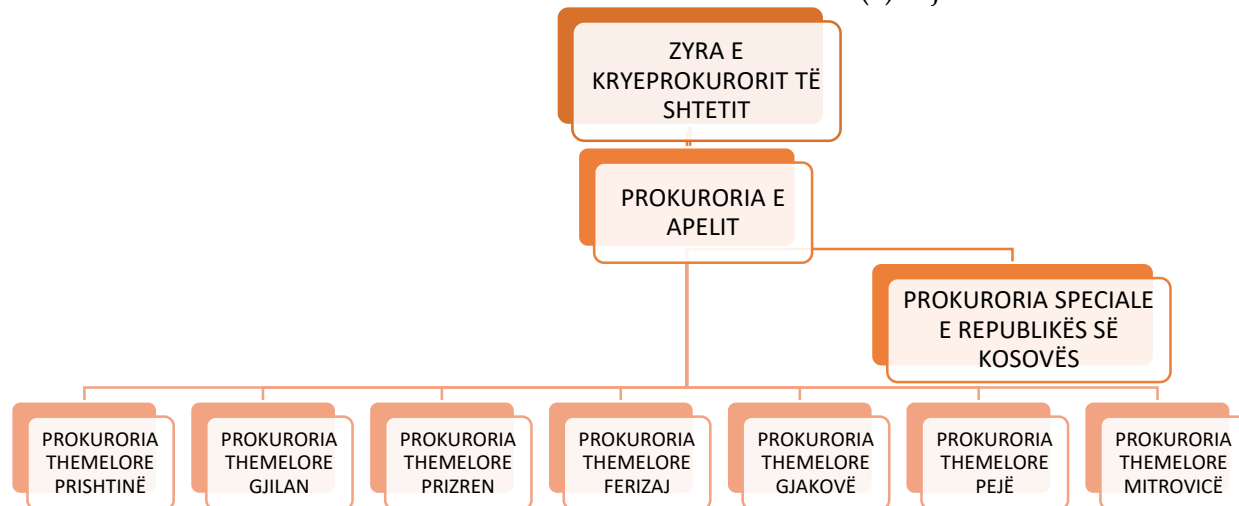 ZYRA E
KRYEPROKURORIT TË
SHTETIT
PROKURORIA E
APELIT
PROKURORIA SPECIALE
E REPUBLIKËS SË
KOSOVËS
PROKURORIA
THEMELORE
PRISHTINË
PROKURORIA
THEMELORE
GJILAN
PROKURORIA
THEMELORE
PRIZREN
PROKURORIA
THEMELORE
FERIZAJ
PROKURORIA
THEMELORE
GJAKOVË
PROKURORIA
THEMELORE
PEJË
PROKURORIA
THEMELORE
MITROVICË